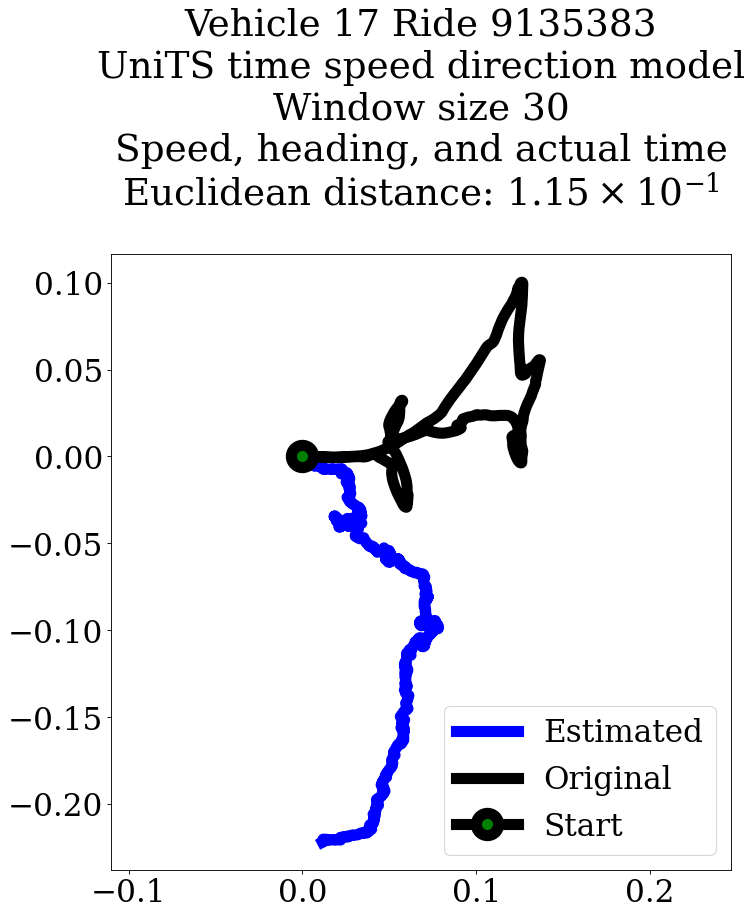 Vehicle 17 Ride 9135383
UniTS time speed direction model
Window size 30
Speed, heading, and actual time
Euclidean distance: 1.15 × 10⁻¹
0.10
0.05
0.00
−0.05
−0.10
−0.15
−0.20
Estimated
Original
Start
−0.1 0.0 0.1 0.2